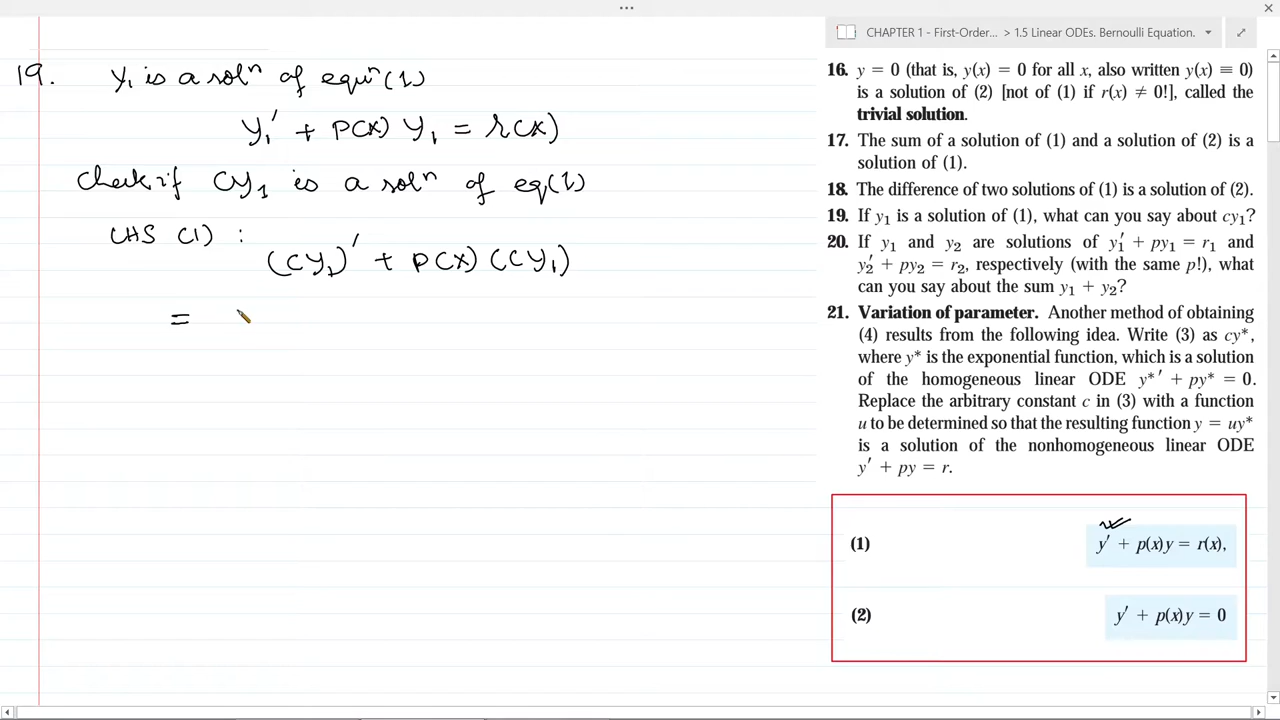 CHAPTER 1 - First-Order... > 1.5 Linear ODEs. Bernoulli Equation.
19. y₁ is a solⁿ of equⁿ (1)
y₁′ + p(x) y₁ = r(x)
Check if cy₁ is a solⁿ of eq(1)
LHS (1) :
(cy₁)′ + p(x) (cy₁)
=
16. y = 0 (that is, y(x) = 0 for all x, also written y(x) ≡ 0)
is a solution of (2) [not of (1) if r(x) ≠ 0!], called the
trivial solution.
17. The sum of a solution of (1) and a solution of (2) is a
solution of (1).
18. The difference of two solutions of (1) is a solution of (2).
19. If y₁ is a solution of (1), what can you say about cy₁?
20. If y₁ and y₂ are solutions of y₁′ + py₁ = r₁ and
y₂′ + py₂ = r₂, respectively (with the same p!), what
can you say about the sum y₁ + y₂?
21. Variation of parameter. Another method of obtaining
(4) results from the following idea. Write (3) as cy*,
where y* is the exponential function, which is a solution
of the homogeneous linear ODE y*′ + py* = 0.
Replace the arbitrary constant c in (3) with a function
u to be determined so that the resulting function y = uy*
is a solution of the nonhomogeneous linear ODE
y′ + py = r.
(1) y′ + p(x)y = r(x),
(2) y′ + p(x)y = 0